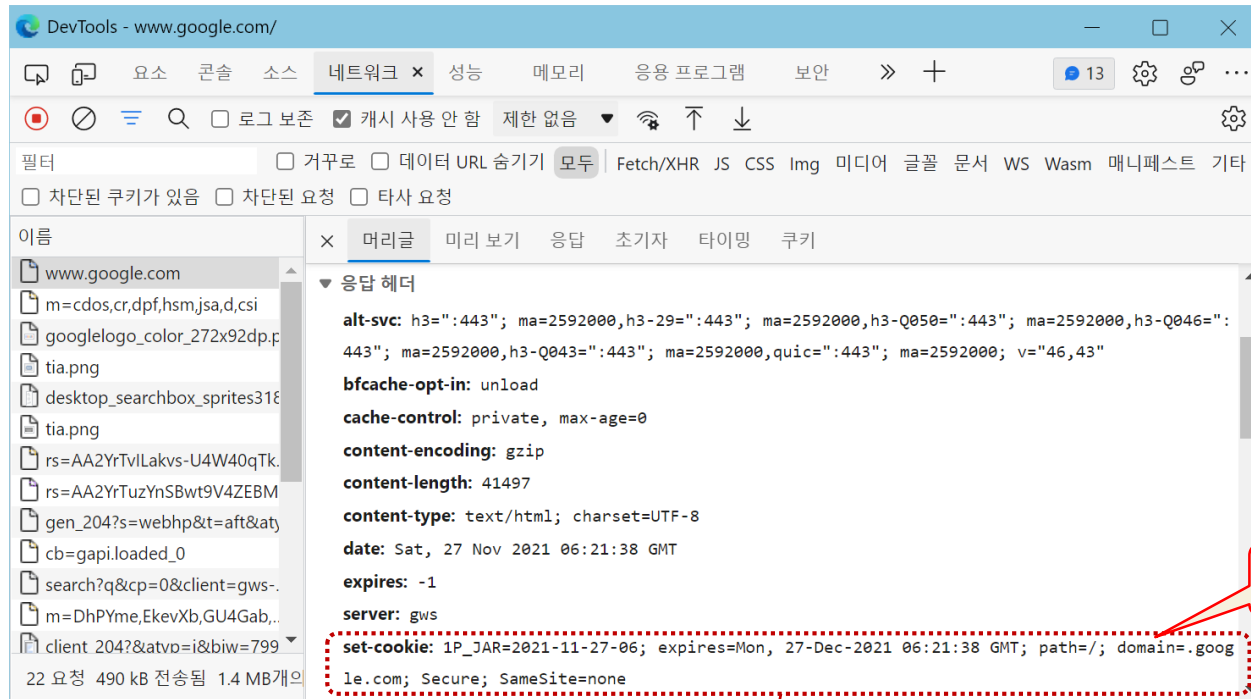 DevTools - www.google.com/
요소 콘솔 소스 네트워크 성능 메모리 응용 프로그램 보안 13
로그 보존 캐시 사용 안 함 제한 없음
필터 거꾸로 데이터 URL 숨기기 모두 Fetch/XHR JS CSS Img 미디어 글꼴 문서 WS Wasm 매니페스트 기타
차단된 쿠키가 있음 차단된 요청 타사 요청
이름
머리글 미리 보기 응답 초기자 타이밍 쿠키
www.google.com
m=cdos,cr,dpf,hsm,jsa,d,csi
googlelogo_color_272x92dp.p
tia.png
desktop_searchbox_sprites318
tia.png
rs=AA2YrTvILakvs-U4W40qTk.
rs=AA2YrTuzYnSBwt9V4ZEBM
gen_204?s=webhp&t=aft&aty
cb=gapi.loaded_0
search?q&cp=0&client=gws-.
m=DhPYme,EkevXb,GU4Gab,..
client_204?&atyp=i&biw=799
22 요청 490 kB 전송됨 1.4 MB개의
응답 헤더
alt-svc: h3=":443"; ma=2592000,h3-29=":443"; ma=2592000,h3-Q050=":443"; ma=2592000,h3-Q046=":
443"; ma=2592000,h3-Q043=":443"; ma=2592000,quic=":443"; ma=2592000; v="46,43"
bfcache-opt-in: unload
cache-control: private, max-age=0
content-encoding: gzip
content-length: 41497
content-type: text/html; charset=UTF-8
date: Sat, 27 Nov 2021 06:21:38 GMT
expires: -1
server: gws
set-cookie: 1P_JAR=2021-11-27-06; expires=Mon, 27-Dec-2021 06:21:38 GMT; path=/; domain=.goog
le.com; Secure; SameSite=none